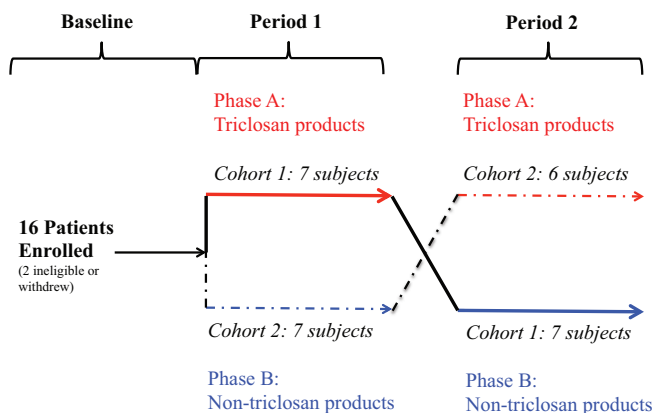 Baseline
Period 1
Period 2
Phase A:
Triclosan products
Phase A:
Triclosan products
Cohort 1: 7 subjects
Cohort 2: 6 subjects
16 Patients
Enrolled
(2 ineligible or
withdrew)
Cohort 2: 7 subjects
Cohort 1: 7 subjects
Phase B:
Non-triclosan products
Phase B:
Non-triclosan products